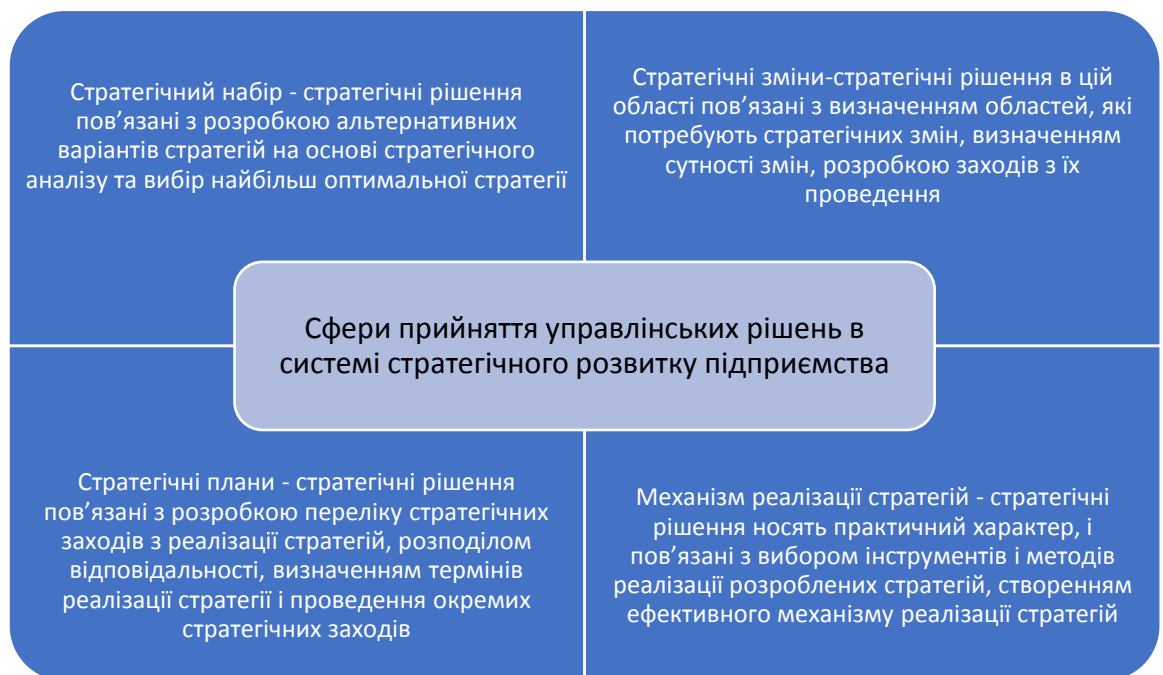 Стратегічний набір - стратегічні рішення
пов’язані з розробкою альтернативних
варіантів стратегій на основі стратегічного
аналізу та вибір найбільш оптимальної стратегії
Стратегічні зміни-стратегічні рішення в цій
області пов’язані з визначенням областей, які
потребують стратегічних змін, визначенням
сутності змін, розробкою заходів з їх
проведення
Сфери прийняття управлінських рішень в
системі стратегічного розвитку підприємства
Стратегічні плани - стратегічні рішення
пов’язані з розробкою переліку стратегічних
заходів з реалізації стратегій, розподілом
відповідальності, визначенням термінів
реалізації стратегії і проведення окремих
стратегічних заходів
Механізм реалізації стратегій - стратегічні
рішення носять практичний характер, і
пов’язані з вибором інструментів і методів
реалізації розроблених стратегій, створенням
ефективного механізму реалізації стратегій